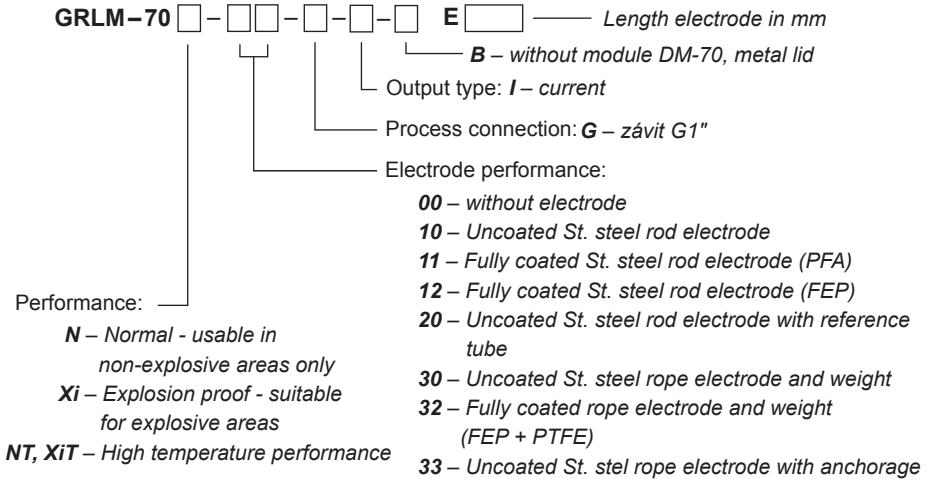 GRLM–70 □ – □□ – □ – □ – □ E □ Length electrode in mm
B – without module DM-70, metal lid
Output type: I – current
Process connection: G – závit G1"
Electrode performance:
00 – without electrode
10 – Uncoated St. steel rod electrode
11 – Fully coated St. steel rod electrode (PFA)
12 – Fully coated St. steel rod electrode (FEP)
20 – Uncoated St. steel rod electrode with reference
tube
30 – Uncoated St. steel rope electrode and weight
32 – Fully coated rope electrode and weight
(FEP + PTFE)
33 – Uncoated St. stel rope electrode with anchorage
Performance:
N – Normal - usable in
non-explosive areas only
Xi – Explosion proof - suitable
for explosive areas
NT, XiT – High temperature performance